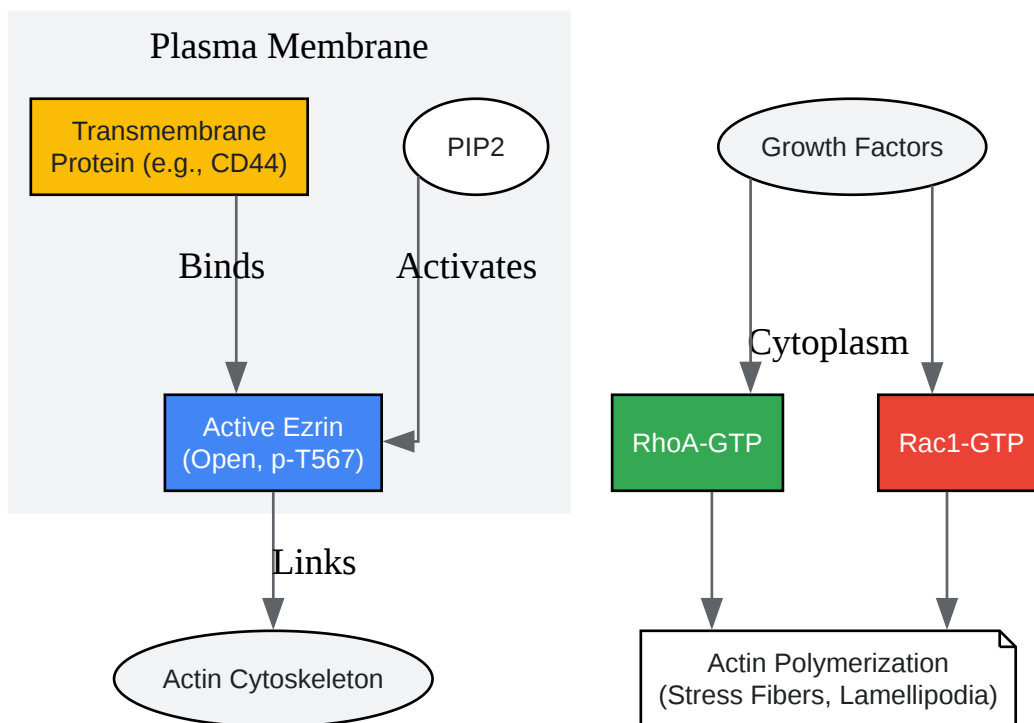 Plasma Membrane
Transmembrane
Protein (e.g., CD44)
PIP2
Growth Factors
Binds
Activates
Cytoplasm
Active Ezrin
(Open, p-T567)
RhoA-GTP
Rac1-GTP
Links
Actin Cytoskeleton
Actin Polymerization
(Stress Fibers, Lamellipodia)